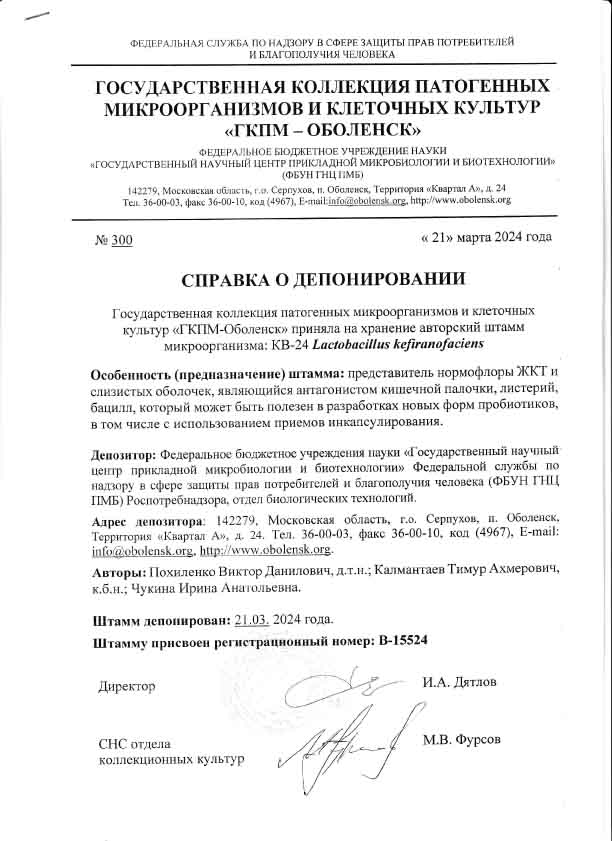 ФЕДЕРАЛЬНАЯ СЛУЖБА ПО НАДЗОРУ В СФЕРЕ ЗАЩИТЫ ПРАВ ПОТРЕБИТЕЛЕЙ
И БЛАГОПОЛУЧИЯ ЧЕЛОВЕКА
ГОСУДАРСТВЕННАЯ КОЛЛЕКЦИЯ ПАТОГЕННЫХ
МИКРООРГАНИЗМОВ И КЛЕТОЧНЫХ КУЛЬТУР
«ГКПМ – ОБОЛЕНСК»
ФЕДЕРАЛЬНОЕ БЮДЖЕТНОЕ УЧРЕЖДЕНИЕ НАУКИ
«ГОСУДАРСТВЕННЫЙ НАУЧНЫЙ ЦЕНТР ПРИКЛАДНОЙ МИКРОБИОЛОГИИ И БИОТЕХНОЛОГИИ»
(ФБУН ГНЦ ПМБ)
142279, Московская область, г.о. Серпухов, п. Оболенск, Территория «Квартал А», д. 24
Тел. 36-00-03, факс 36-00-10, код (4967), E-mail:info@obolensk.org, http://www.obolensk.org
№ 300 « 21» марта 2024 года
СПРАВКА О ДЕПОНИРОВАНИИ
Государственная коллекция патогенных микроорганизмов и клеточных
культур «ГКПМ-Оболенск» приняла на хранение авторский штамм
микроорганизма: КВ-24 Lactobacillus kefiranofaciens
Особенность (предназначение) штамма: представитель нормофлоры ЖКТ и
слизистых оболочек, являющийся антагонистом кишечной палочки, листерий,
бацилл, который может быть полезен в разработках новых форм пробиотиков,
в том числе с использованием приемов инкапсулирования.
Депозитор: Федеральное бюджетное учреждения науки «Государственный научный
центр прикладной микробиологии и биотехнологии» Федеральной службы по
надзору в сфере защиты прав потребителей и благополучия человека (ФБУН ГНЦ
ПМБ) Роспотребнадзора, отдел биологических технологий.
Адрес депозитора: 142279, Московская область, г.о. Серпухов, п. Оболенск,
Территория «Квартал А», д. 24. Тел. 36-00-03, факс 36-00-10, код (4967), E-mail:
info@obolensk.org, http://www.obolensk.org.
Авторы: Похиленко Виктор Данилович, д.т.н.; Калмантаев Тимур Ахмерович,
к.б.н.; Чукина Ирина Анатольевна.
Штамм депонирован: 21.03. 2024 года.
Штамму присвоен регистрационный номер: В-15524
Директор И.А. Дятлов
СНС отдела М.В. Фурсов
коллекционных культур